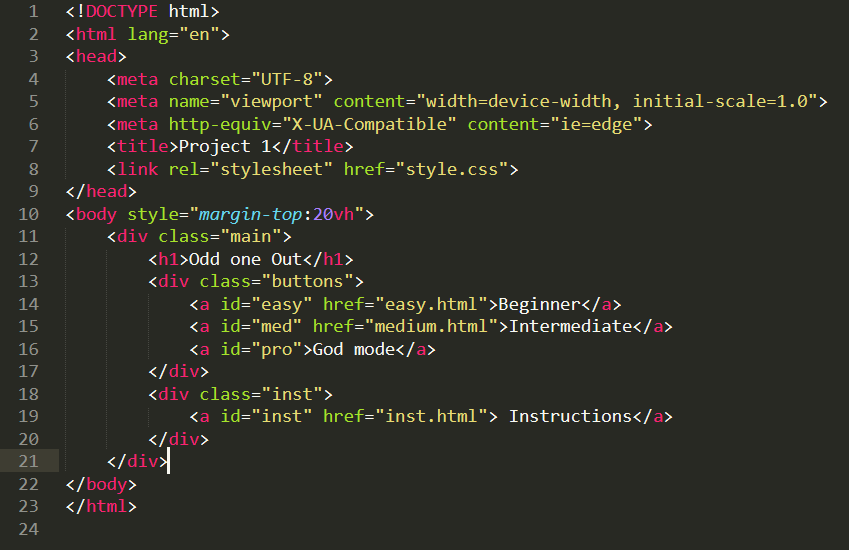 1 <!DOCTYPE html>
2 <html lang="en">
3 <head>
4     <meta charset="UTF-8">
5     <meta name="viewport" content="width=device-width, initial-scale=1.0">
6     <meta http-equiv="X-UA-Compatible" content="ie=edge">
7     <title>Project 1</title>
8     <link rel="stylesheet" href="style.css">
9 </head>
10 <body style="margin-top:20vh">
11     <div class="main">
12         <h1>Odd one Out</h1>
13         <div class="buttons">
14             <a id="easy" href="easy.html">Beginner</a>
15             <a id="med" href="medium.html">Intermediate</a>
16             <a id="pro">God mode</a>
17         </div>
18         <div class="inst">
19             <a id="inst" href="inst.html"> Instructions</a>
20         </div>
21     </div>
22 </body>
23 </html>
24